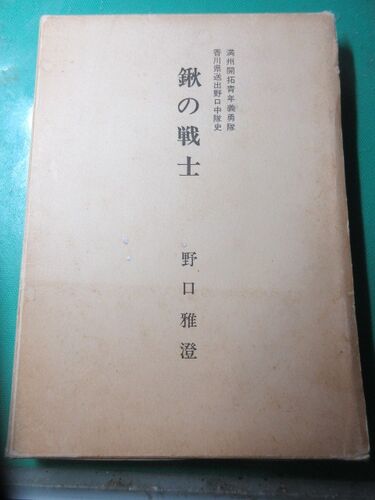 満州開拓青年義勇隊
香川県送出野口中隊史
鍬の戦士
野口雅澄